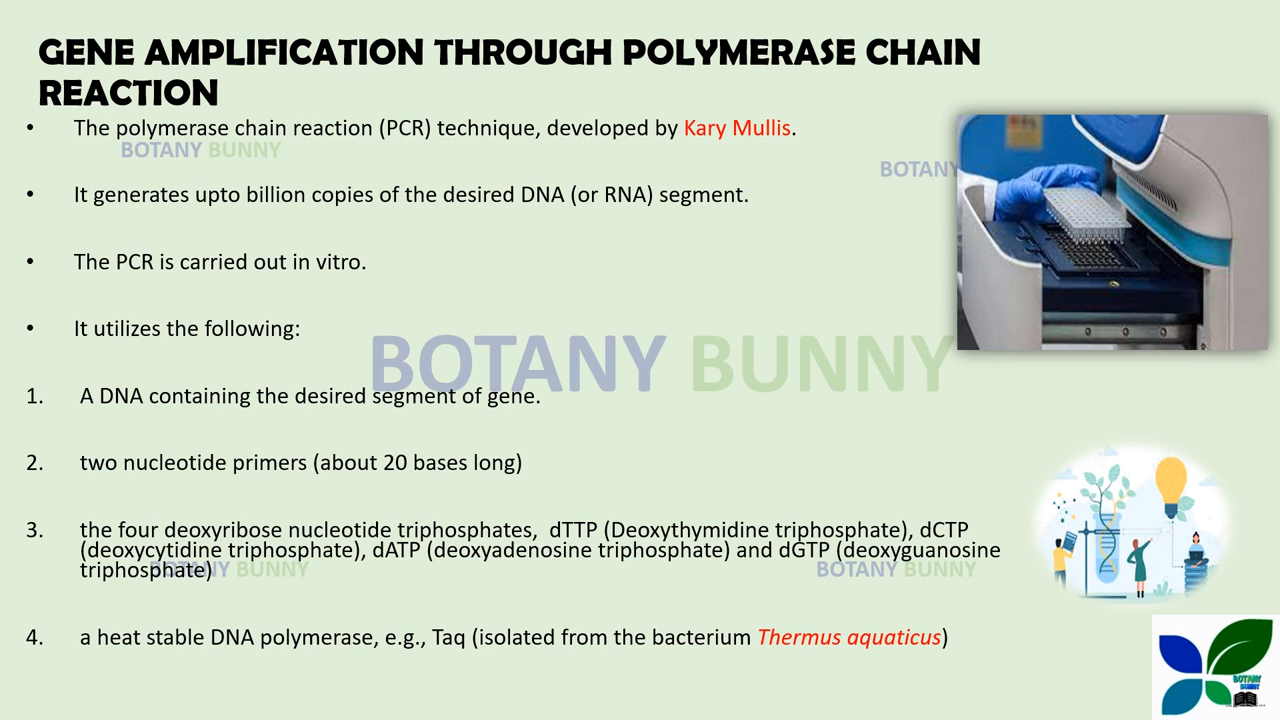 GENE AMPLIFICATION THROUGH POLYMERASE CHAIN
REACTION
• The polymerase chain reaction (PCR) technique, developed by Kary Mullis.
BOTANY BUNNY
BOTANY
• It generates upto billion copies of the desired DNA (or RNA) segment.
• The PCR is carried out in vitro.
• It utilizes the following:
BOTANY BUNNY
1. A DNA containing the desired segment of gene.
2. two nucleotide primers (about 20 bases long)
3. the four deoxyribose nucleotide triphosphates, dTTP (Deoxythymidine triphosphate), dCTP
(deoxycytidine triphosphate), dATP (deoxyadenosine triphosphate) and dGTP (deoxyguanosine
triphosphate)
BOTANY BUNNY
BOTANY BUNNY
4. a heat stable DNA polymerase, e.g., Taq (isolated from the bacterium Thermus aquaticus)
BOTANY
BUNNY